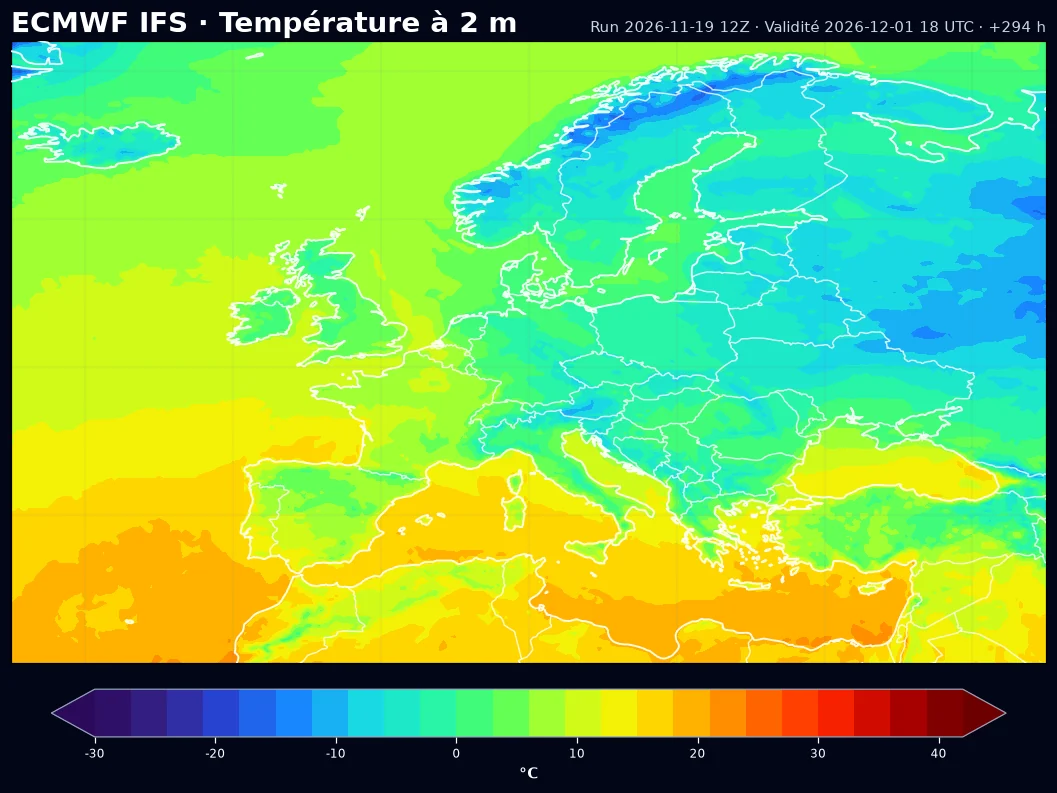 ECMWF IFS · Température à 2 m
Run 2026-11-19 12Z · Validité 2026-12-01 18 UTC · +294 h
-30 -20 -10 0 10 20 30 40
°C